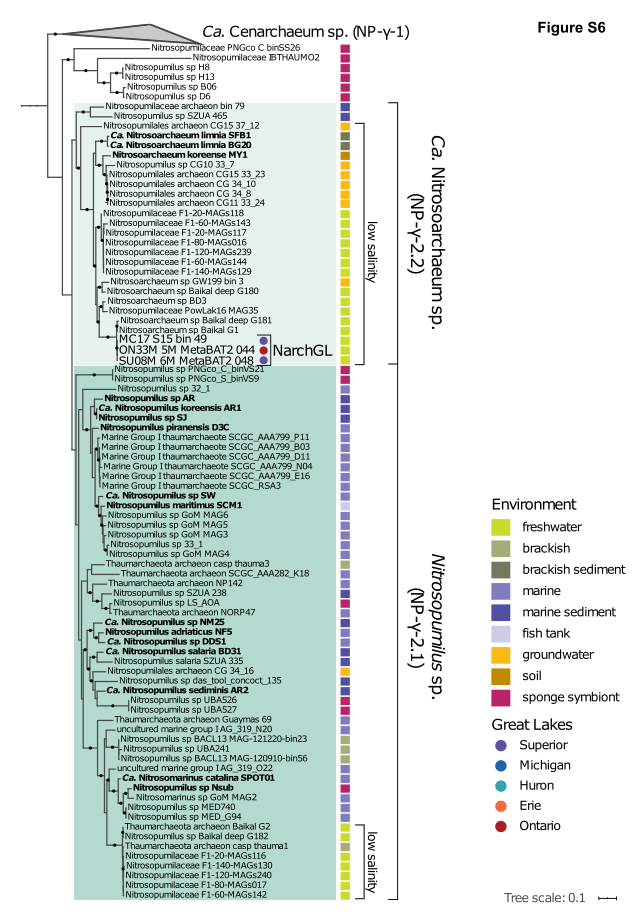 Figure S6
Ca. Cenarchaeum sp. (NP-γ-1)
Nitrosopumilaceae PNGco C binSS26
Nitrosopumilaceae IBTHAUMO2
Nitrosopumilus sp H8
Nitrosopumilus sp H13
Nitrosopumilus sp B06
Nitrosopumilus sp D6
Nitrosopumilaceae archaeon bin 79
Nitrosopumilus sp SZUA 465
Nitrosopumilales archaeon CG15 37_12
Ca. Nitrosoarchaeum limnia SFB1
Ca. Nitrosoarchaeum limnia BG20
Nitrosoarchaeum koreense MY1
Nitrosopumilus sp CG10 33_7
Nitrosopumilales archaeon CG15 33_23
Nitrosopumilales archaeon CG 34_10
Nitrosopumilales archaeon CG 34_8
Nitrosopumilales archaeon CG11 33_24
Nitrosopumilaceae F1-20-MAGs118
Nitrosopumilaceae F1-60-MAGs143
Nitrosopumilaceae F1-20-MAGs117
Nitrosopumilaceae F1-80-MAGs016
Nitrosopumilaceae F1-120-MAGs239
Nitrosopumilaceae F1-60-MAGs144
Nitrosopumilaceae F1-140-MAGs129
Nitrosoarchaeum sp GW199 bin 3
Nitrosoarchaeum sp Baikal deep G180
Nitrosoarchaeum sp BD3
Nitrosopumilaceae PowLak16 MAG35
Nitrosoarchaeum sp Baikal deep G181
Nitrosoarchaeum sp Baikal G1
MC17 S15 bin 49
ON33M 5M MetaBAT2 044
SU08M 6M MetaBAT2 048
NarchGL
low salinity
Ca. Nitrosoarchaeum sp.
(NP-γ-2.2)
Nitrosopumilus sp PNGco_C_binVS21
Nitrosopumilus sp PNGco_S_binVS9
Nitrosopumilus sp 32_1
Nitrosopumilus sp AR
Ca. Nitrosopumilus koreensis AR1
Nitrosopumilus sp SJ
Nitrosopumilus piranensis D3C
Marine Group I thaumarchaeote SCGC_AAA799_P11
Marine Group I thaumarchaeote SCGC_AAA799_B03
Marine Group I thaumarchaeote SCGC_AAA799_D11
Marine Group I thaumarchaeote SCGC_AAA799_N04
Marine Group I thaumarchaeote SCGC_AAA799_E16
Marine Group I thaumarchaeote SCGC_RSA3
Ca. Nitrosopumilus sp SW
Nitrosopumilus maritimus SCM1
Nitrosopumilus sp GoM MAG6
Nitrosopumilus sp GoM MAG5
Nitrosopumilus sp GoM MAG3
Nitrosopumilus sp 33_1
Nitrosopumilus sp GoM MAG4
Thaumarchaeota archaeon casp thauma3
Thaumarchaeota archaeon SCGC_AAA282_K18
Thaumarchaeota archaeon NP142
Nitrosopumilus sp SZUA 238
Nitrosopumilus sp LS_AOA
Thaumarchaeota archaeon NORP47
Ca. Nitrosopumilus sp NM25
Nitrosopumilus adriaticus NF5
Ca. Nitrosopumilus sp DDS1
Ca. Nitrosopumilus salaria BD31
Nitrosopumilus salaria SZUA 335
Nitrosopumilales archaeon CG 34_16
Nitrosopumilus sp das_tool_concoct_135
Ca. Nitrosopumilus sediminis AR2
Nitrosopumilus sp UBA526
Nitrosopumilus sp UBA527
Thaumarchaeota archaeon Guaymas 69
uncultured marine group I AG_319_N20
Nitrosopumilus sp BACL13 MAG-121220-bin23
Nitrosopumilus sp UBA241
Nitrosopumilus sp BACL13 MAG-120910-bin56
uncultured marine group I AG_319_O22
Ca. Nitrosomarinus catalina SPOT01
Nitrosopumilus sp Nsub
Nitrosomarinus sp GoM MAG2
Nitrosopumilus sp MED740
Nitrosopumilus sp MED_G94
Thaumarchaeota archaeon Baikal G2
Nitrosopumilus sp Baikal deep G182
Thaumarchaeota archaeon casp thauma1
Nitrosopumilaceae F1-20-MAGs116
Nitrosopumilaceae F1-140-MAGs130
Nitrosopumilaceae F1-120-MAGs240
Nitrosopumilaceae F1-80-MAGs017
Nitrosopumilaceae F1-60-MAGs142
low salinity
Nitrosopumilus sp.
(NP-γ-2.1)
Environment
freshwater
brackish
brackish sediment
marine
marine sediment
fish tank
groundwater
soil
sponge symbiont
Great Lakes
Superior
Michigan
Huron
Erie
Ontario
Tree scale: 0.1